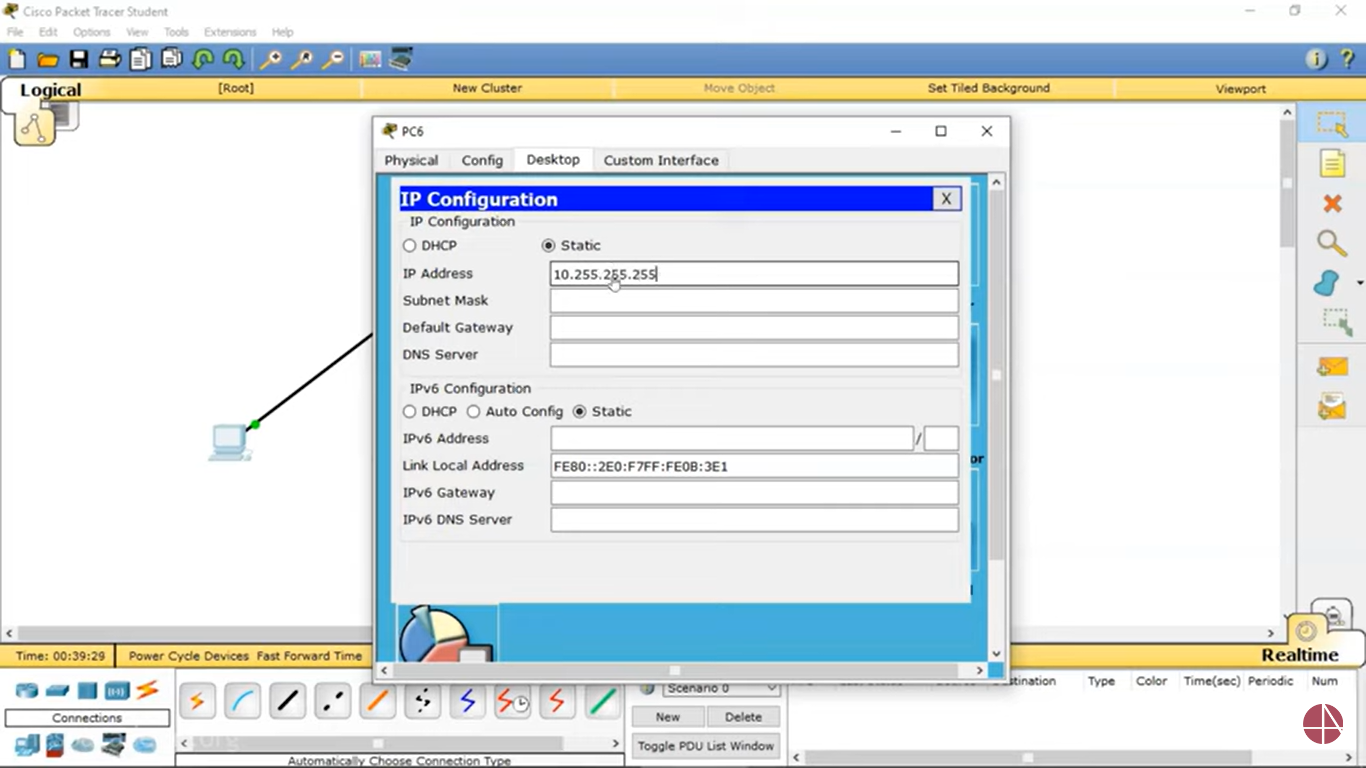 Cisco Packet Tracer Student
File Edit Options View Tools Extensions Help
Logical [Root] New Cluster Move Object Set Tiled Background Viewport
PC6
Physical Config Desktop Custom Interface
IP Configuration X
IP Configuration
DHCP Static
IP Address 10.255.255.255
Subnet Mask
Default Gateway
DNS Server
IPv6 Configuration
DHCP Auto Config Static
IPv6 Address /
Link Local Address FE80::2E0:F7FF:FE0B:3E1
IPv6 Gateway
IPv6 DNS Server
or
Time: 00:39:29 Power Cycle Devices Fast Forward Time Realtime
Scenario 0 Type Color Time(sec) Periodic Num
Connections New Delete
Toggle PDU List Window
Automatically Choose Connection Type